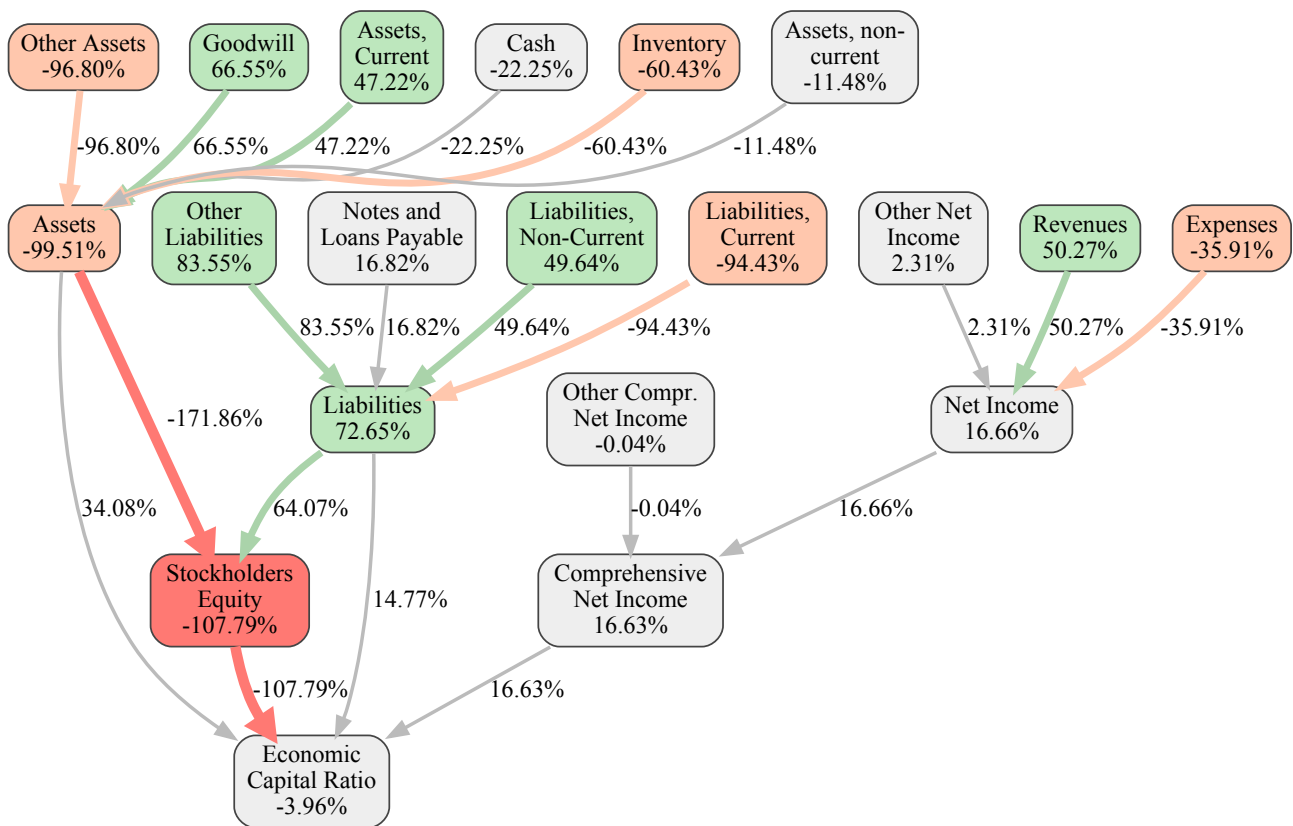 Other Assets
-96.80%
Goodwill
66.55%
Assets,
Current
47.22%
Cash
-22.25%
Inventory
-60.43%
Assets, non-
current
-11.48%
-96.80%
66.55%
47.22%
-22.25%
-60.43%
-11.48%
Assets
-99.51%
Other
Liabilities
83.55%
Notes and
Loans Payable
16.82%
Liabilities,
Non-Current
49.64%
Liabilities,
Current
-94.43%
Other Net
Income
2.31%
Revenues
50.27%
Expenses
-35.91%
83.55%
16.82%
49.64%
-94.43%
2.31%
50.27%
-35.91%
-171.86%
Liabilities
72.65%
Other Compr.
Net Income
-0.04%
Net Income
16.66%
34.08%
64.07%
-0.04%
16.66%
Stockholders
Equity
-107.79%
14.77%
Comprehensive
Net Income
16.63%
-107.79%
16.63%
Economic
Capital Ratio
-3.96%